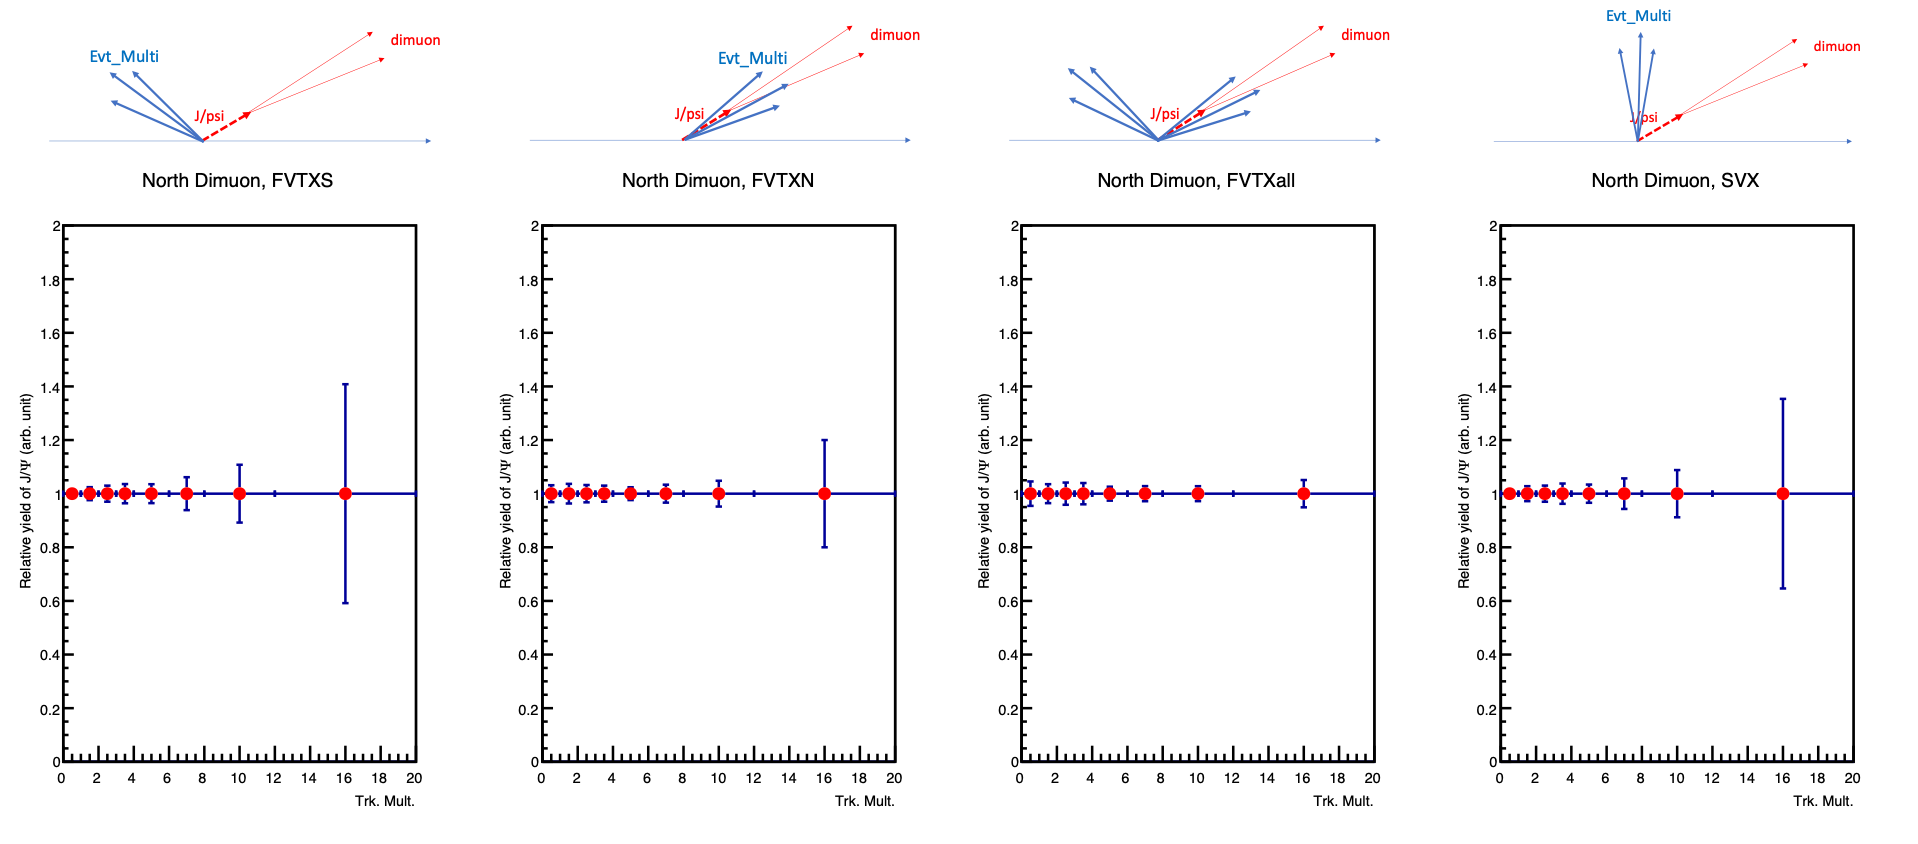 Evt_Multi
dimuon
J/psi
North Dimuon, FVTXS
dimuon
Evt_Multi
J/psi
North Dimuon, FVTXN
dimuon
J/psi
North Dimuon, FVTXall
Evt_Multi
dimuon
J/psi
North Dimuon, SVX
Relative yield of J/Ψ (arb. unit)
2
1.8
1.6
1.4
1.2
1
0.8
0.6
0.4
0.2
0
0 2 4 6 8 10 12 14 16 18 20
Trk. Mult.
Relative yield of J/Ψ (arb. unit)
2
1.8
1.6
1.4
1.2
1
0.8
0.6
0.4
0.2
0
0 2 4 6 8 10 12 14 16 18 20
Trk. Mult.
Relative yield of J/Ψ (arb. unit)
2
1.8
1.6
1.4
1.2
1
0.8
0.6
0.4
0.2
0
0 2 4 6 8 10 12 14 16 18 20
Trk. Mult.
Relative yield of J/Ψ (arb. unit)
2
1.8
1.6
1.4
1.2
1
0.8
0.6
0.4
0.2
0
0 2 4 6 8 10 12 14 16 18 20
Trk. Mult.